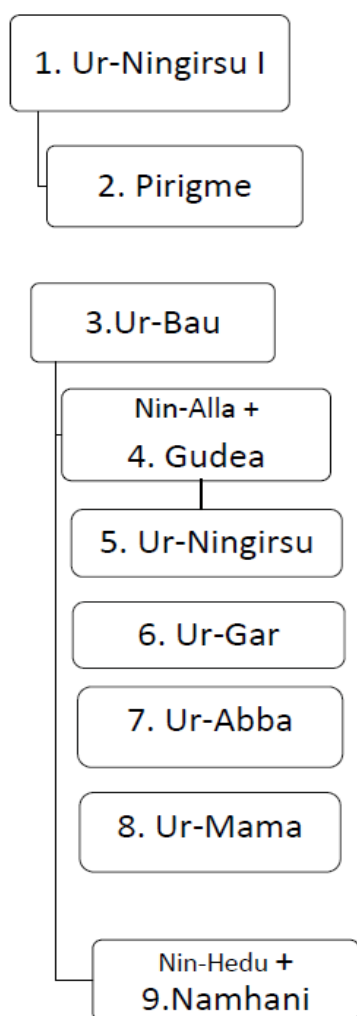 1. Ur-Ningirsu I
2. Pirigme
3.Ur-Bau
Nin-Alla +
4. Gudea
5. Ur-Ningirsu
6. Ur-Gar
7. Ur-Abba
8. Ur-Mama
Nin-Hedu +
9.Namhani